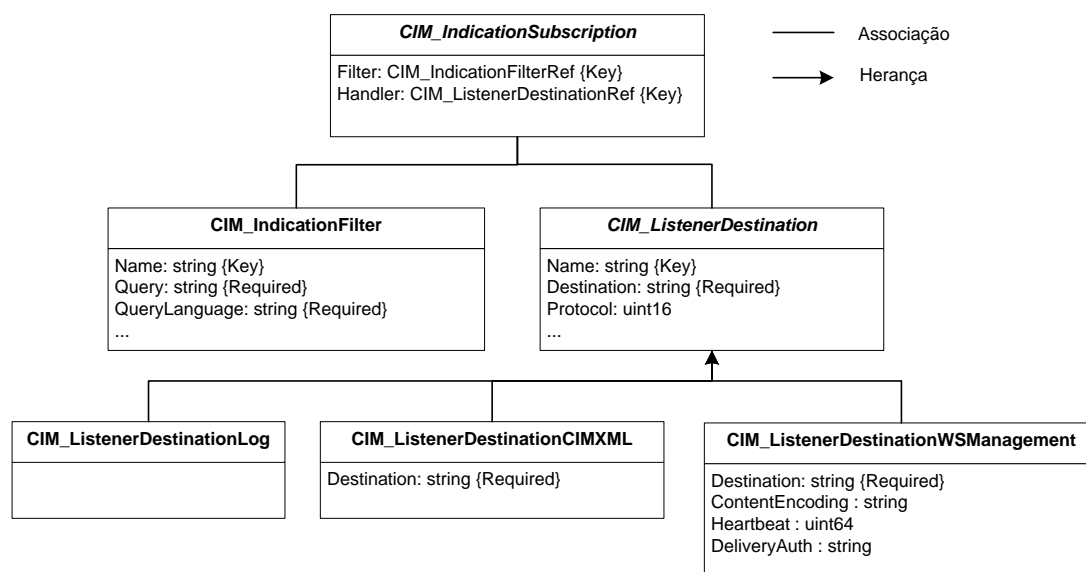 CIM_IndicationSubscription
Filter: CIM_IndicationFilterRef {Key}
Handler: CIM_ListenerDestinationRef {Key}
Associação
Herança
CIM_IndicationFilter
Name: string {Key}
Query: string {Required}
QueryLanguage: string {Required}
...
CIM_ListenerDestination
Name: string {Key}
Destination: string {Required}
Protocol: uint16
...
CIM_ListenerDestinationLog
CIM_ListenerDestinationCIMXML
Destination: string {Required}
CIM_ListenerDestinationWSManagement
Destination: string {Required}
ContentEncoding : string
Heartbeat : uint64
DeliveryAuth : string